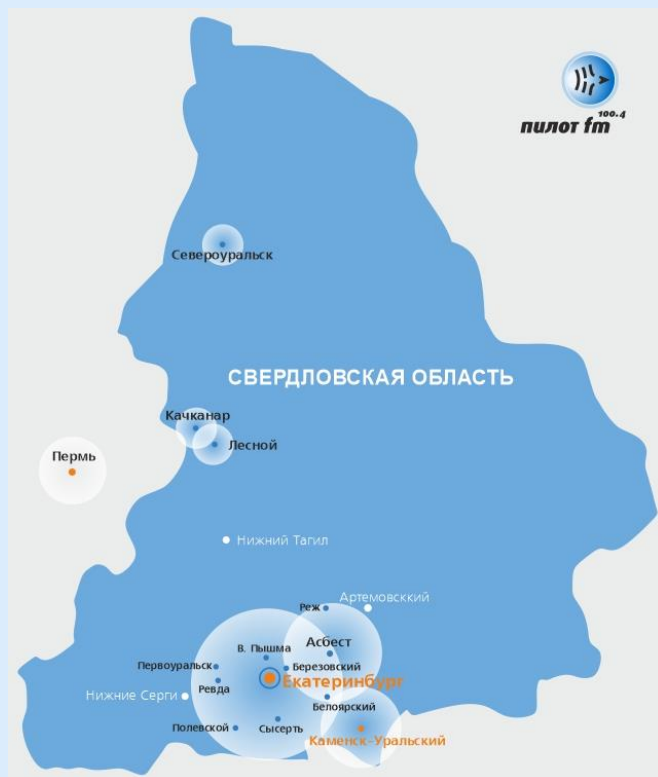 100.4
пилот fm
Североуральск
СВЕРДЛОВСКАЯ ОБЛАСТЬ
Качканар
Лесной
Пермь
Нижний Тагил
Реж
Артемовсккий
Асбест
В. Пышма
Березовский
Первоуральск
Екатеринбург
Ревда
Нижние Серги
Белоярский
Полевской
Сысерть
Каменск-Уральский